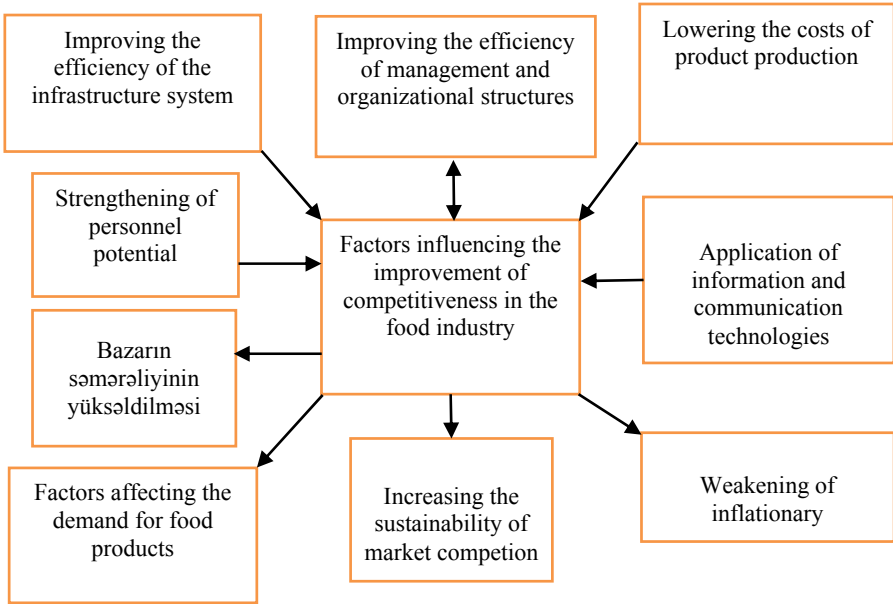 Improving the
efficiency of the
infrastructure system
Improving the efficiency
of management and
organizational structures
Lowering the costs of
product production
Strengthening of
personnel
potential
Factors influencing the
improvement of
competitiveness in the
food industry
Application of
information and
communication
technologies
Bazarın
səmərəliyinin
yüksəldilməsi
Factors affecting the
demand for food
products
Increasing the
sustainability of
market competion
Weakening of
inflationary